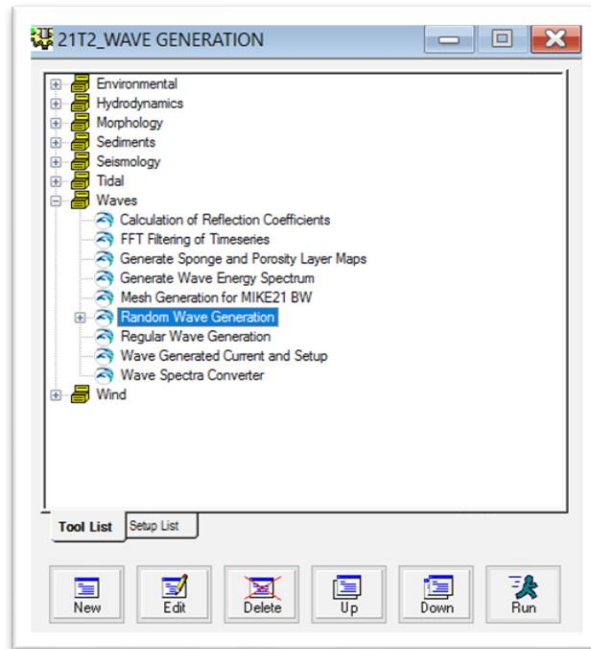 21T2_WAVE GENERATION
Environmental
Hydrodynamics
Morphology
Sediments
Seismology
Tidal
Waves
Calculation of Reflection Coefficients
FFT Filtering of Timeseries
Generate Sponge and Porosity Layer Maps
Generate Wave Energy Spectrum
Mesh Generation for MIKE21 BW
Random Wave Generation
Regular Wave Generation
Wave Generated Current and Setup
Wave Spectra Converter
Wind
Tool List Setup List
New Edit Delete Up Down Run